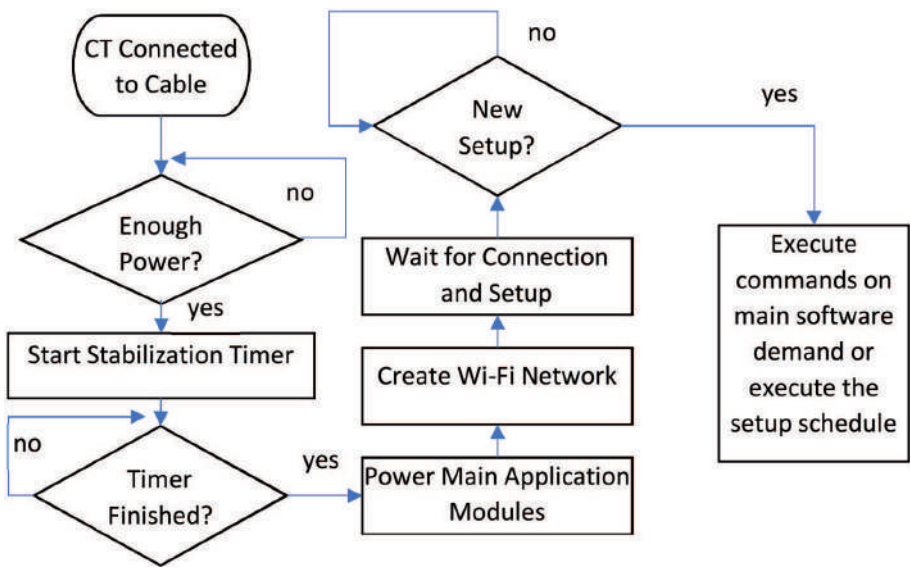 CT Connected
to Cable
no
Enough
Power?
yes
Start Stabilization Timer
no
Timer
Finished?
yes
Power Main Application
Modules
Create Wi-Fi Network
Wait for Connection
and Setup
no
New
Setup?
yes
Execute
commands on
main software
demand or
execute the
setup schedule